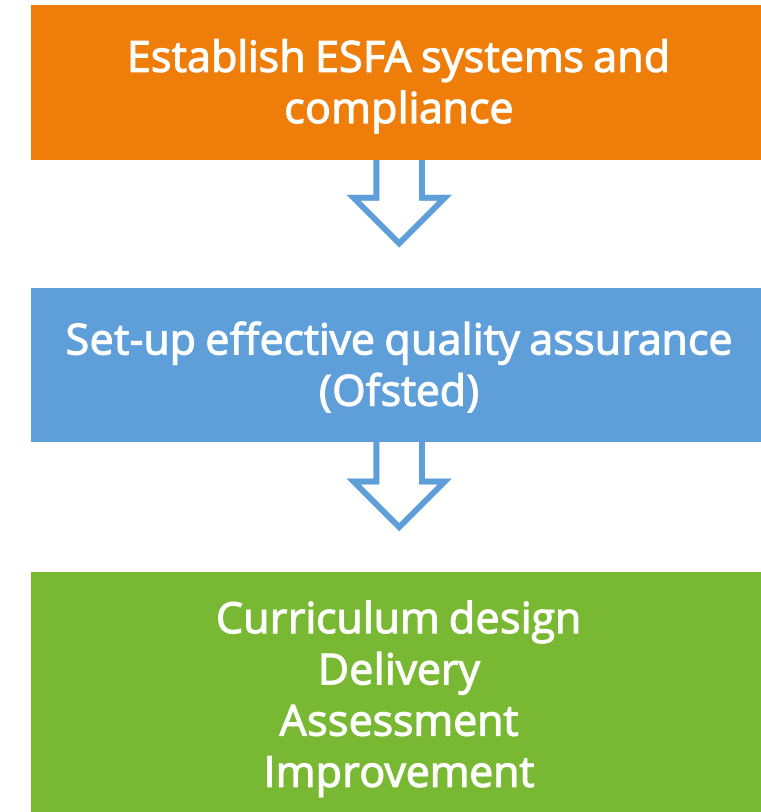 Establish ESFA systems and
compliance
Set-up effective quality assurance
(Ofsted)
Curriculum design
Delivery
Assessment
Improvement